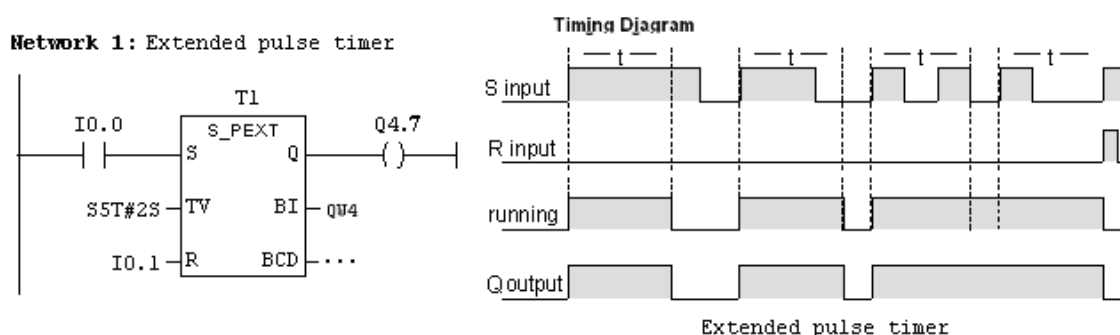 Network 1: Extended pulse timer
T1
I0.0
S_PEXT
Q4.7
S
Q
S5T#2S
TV
BI
QW4
I0.1
R
BCD
...
Timing Diagram
t
t
t
t
S input
R input
running
Q output
Extended pulse timer